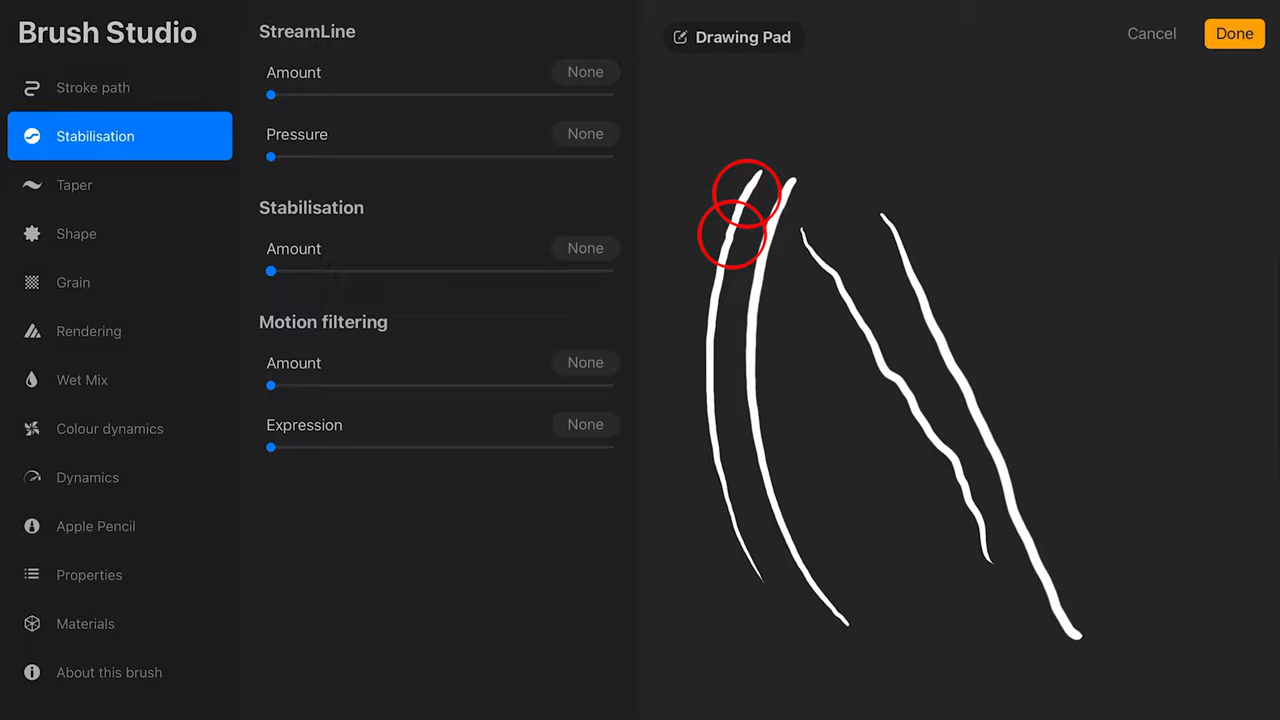 Brush Studio
Stroke path
Stabilisation
Taper
Shape
Grain
Rendering
Wet Mix
Colour dynamics
Dynamics
Apple Pencil
Properties
Materials
About this brush
StreamLine
Amount None
Pressure None
Stabilisation
Amount None
Motion filtering
Amount None
Expression None
Drawing Pad
Cancel Done